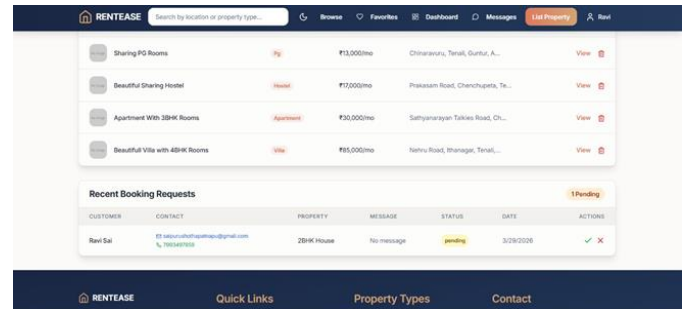 RENTEASE Search by location or property type... Browse Favorites Dashboard Messages List Property Ravi
Sharing PG Rooms Pg ₹13,000/mo Chinaravuru, Tenali, Guntur, A... View
Beautiful Sharing Hostel Hostel ₹17,000/mo Prakasam Road, Chenchupeta, Te... View
Apartment With 3BHK Rooms Apartment ₹30,000/mo Sathyanarayan Talkies Road, Ch... View
Beautifull Villa with 4BHK Rooms Villa ₹85,000/mo Nehru Road, Ithanagar, Tenali,... View
Recent Booking Requests 1 Pending
CUSTOMER CONTACT PROPERTY MESSAGE STATUS DATE ACTIONS
Ravi Sai 2BHK House No message pending 3/29/2026
RENTEASE Quick Links Property Types Contact